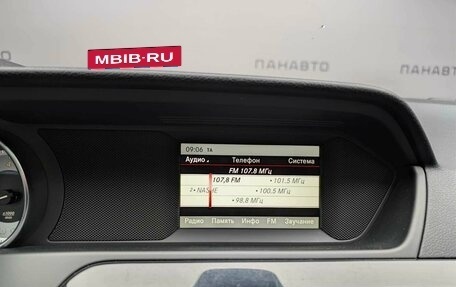 MBIB-RU
ПАНАВТО
ПАНАВТО
09:06 TA
Аудио Телефон Система
FM 107.8 МГц
107,8 FM • 101.5 МГц
NASHE • 100.5 МГц
• 98.8 МГц
Радио Память Инфо FM Звучание